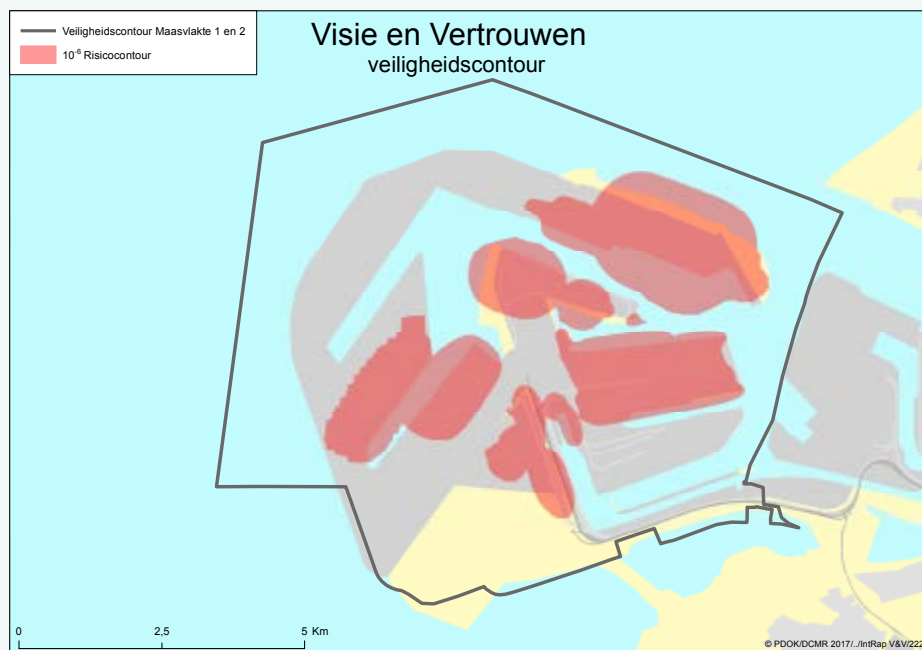 Veiligheidscontour Maasvlakte 1 en 2
10⁻⁶ Risicocontour
Visie en Vertrouwen
veiligheidscontour
0 2,5 5 Km
© PDOK/DCMR 2017/../IntRap V&V/222